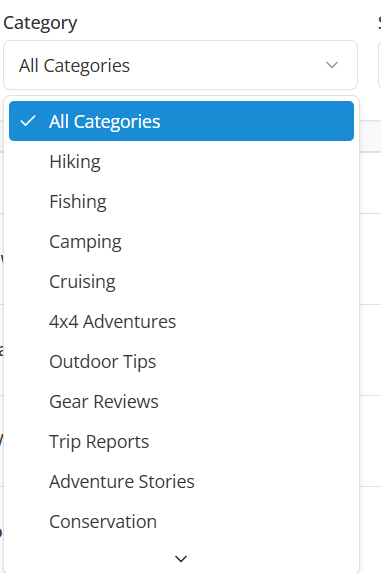 Category
All Categories
All Categories
Hiking
Fishing
Camping
Cruising
4x4 Adventures
Outdoor Tips
Gear Reviews
Trip Reports
Adventure Stories
Conservation